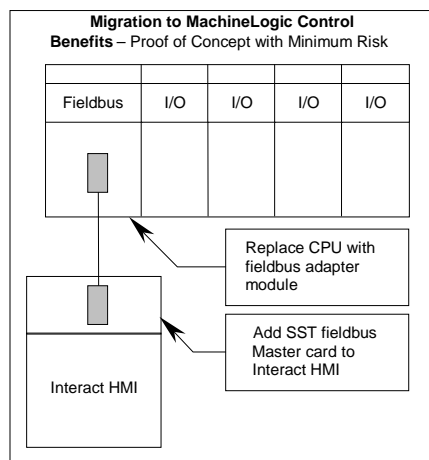 Migration to MachineLogic Control
Benefits – Proof of Concept with Minimum Risk
Fieldbus I/O I/O I/O I/O
Replace CPU with
fieldbus adapter
module
Add SST fieldbus
Master card to
Interact HMI
Interact HMI